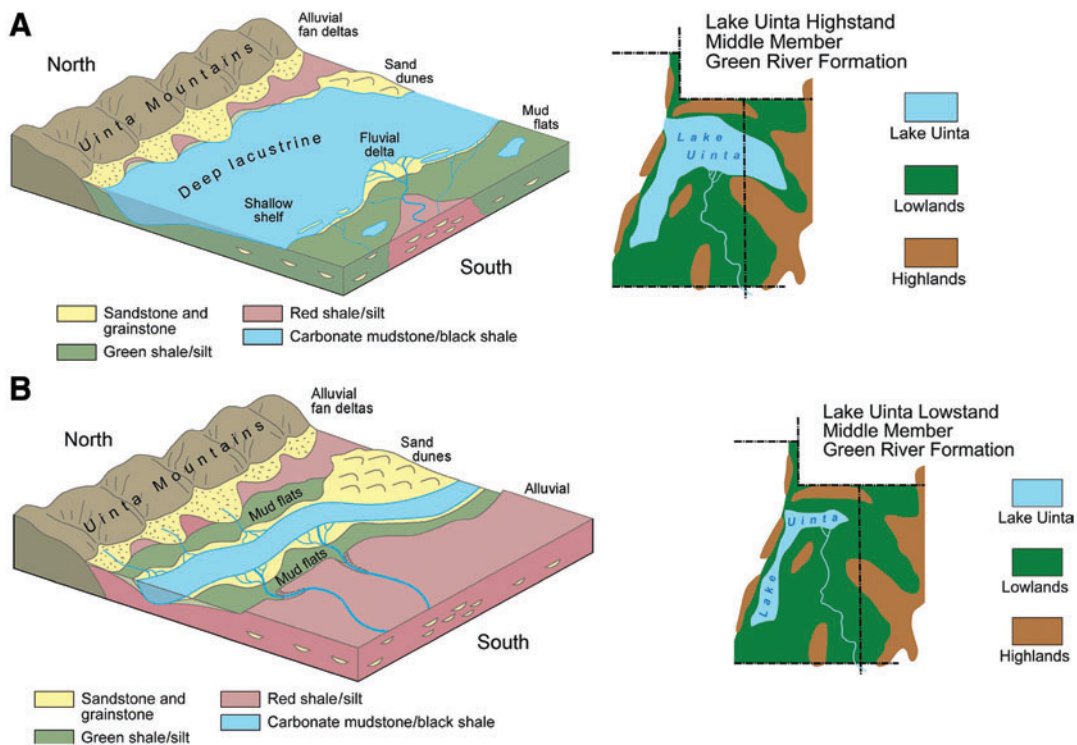 A
North
Uinta Mountains
Alluvial
fan deltas
Sand
dunes
Mud
flats
Deep lacustrine
Fluvial
delta
Shallow
shelf
South
Sandstone and
grainstone
Green shale/silt
Red shale/silt
Carbonate mudstone/black shale
Lake Uinta Highstand
Middle Member
Green River Formation
Lake
Uinta
Lake Uinta
Lowlands
Highlands
B
North
Uinta Mountains
Alluvial
fan deltas
Sand
dunes
Alluvial
Mud flats
Mud flats
South
Sandstone and
grainstone
Green shale/silt
Red shale/silt
Carbonate mudstone/black shale
Lake Uinta Lowstand
Middle Member
Green River Formation
Uinta
Lake
Lake Uinta
Lowlands
Highlands